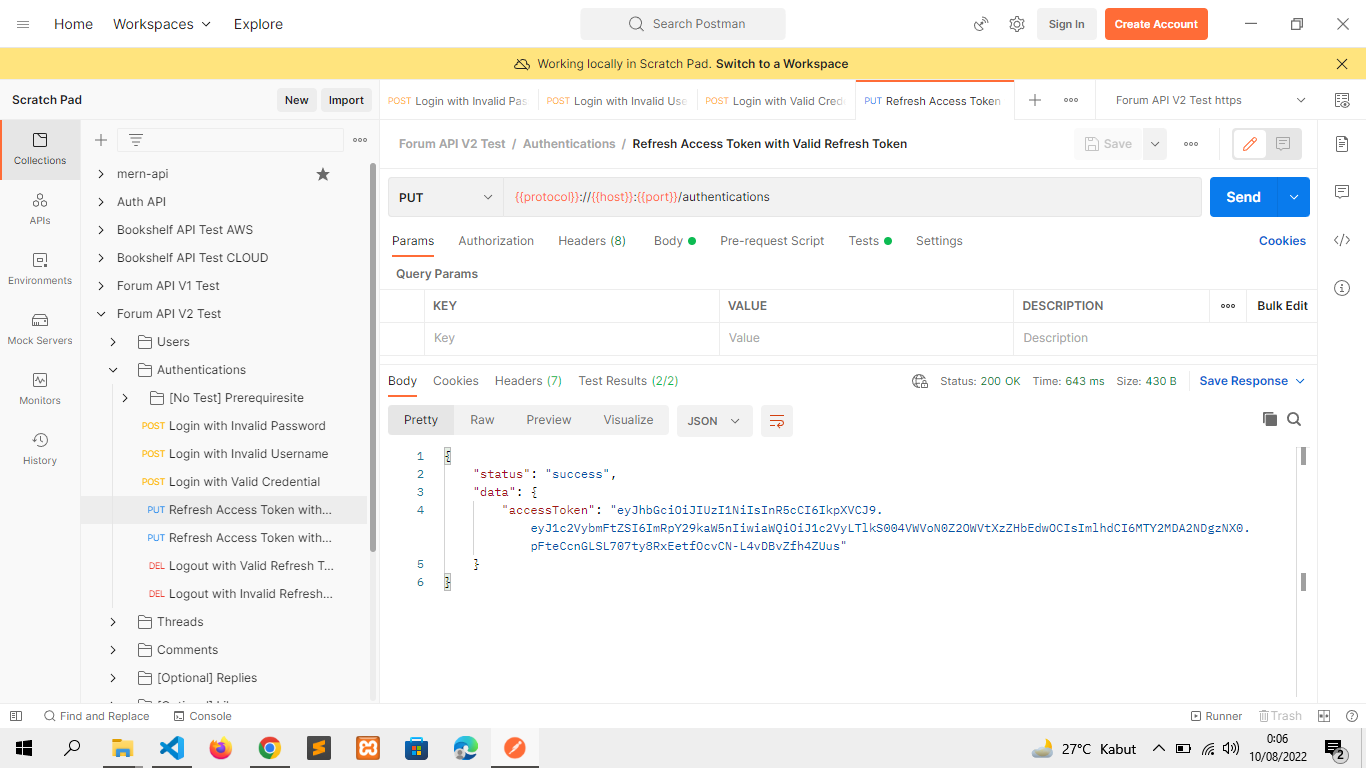 Home Workspaces Explore Search Postman Sign In Create Account
Working locally in Scratch Pad. Switch to a Workspace
Scratch Pad New Import
POST Login with Invalid Pas POST Login with Invalid Use POST Login with Valid Cred PUT Refresh Access Token Forum API V2 Test https
Collections
APIs
Environments
Mock Servers
Monitors
History
mern-api
Auth API
Bookshelf API Test AWS
Bookshelf API Test CLOUD
Forum API V1 Test
Forum API V2 Test
Users
Authentications
[No Test] Prerequiresite
POST Login with Invalid Password
POST Login with Invalid Username
POST Login with Valid Credential
PUT Refresh Access Token with...
PUT Refresh Access Token with...
DEL Logout with Valid Refresh T...
DEL Logout with Invalid Refresh...
Threads
Comments
[Optional] Replies
Forum API V2 Test / Authentications / Refresh Access Token with Valid Refresh Token Save
PUT {{protocol}}://{{host}}:{{port}}/authentications Send
Params Authorization Headers (8) Body Pre-request Script Tests Settings Cookies
Query Params
KEY VALUE DESCRIPTION Bulk Edit
Key Value Description
Body Cookies Headers (7) Test Results (2/2) Status: 200 OK Time: 643 ms Size: 430 B Save Response
Pretty Raw Preview Visualize JSON
1 {
2 "status": "success",
3 "data": {
4 "accessToken": "eyJhbGciOiJIUzI1NiIsInR5cCI6IkpXVCJ9.
eyJ1c2VybmFtZSI6ImRpY29kaW5nIiwiaWQiOiJ1c2VyLTlkS004VWVoN0Z2OWVtXzZHbEdwOCIsImlhdCI6MTY2MDA2NDgzNX0.
pFteCcnGLSL707ty8RxEetfOcvCN-L4vDBvZfh4ZUus"
5 }
6 }
Find and Replace Console Runner Trash
27°C Kabut 0:06
10/08/2022
2